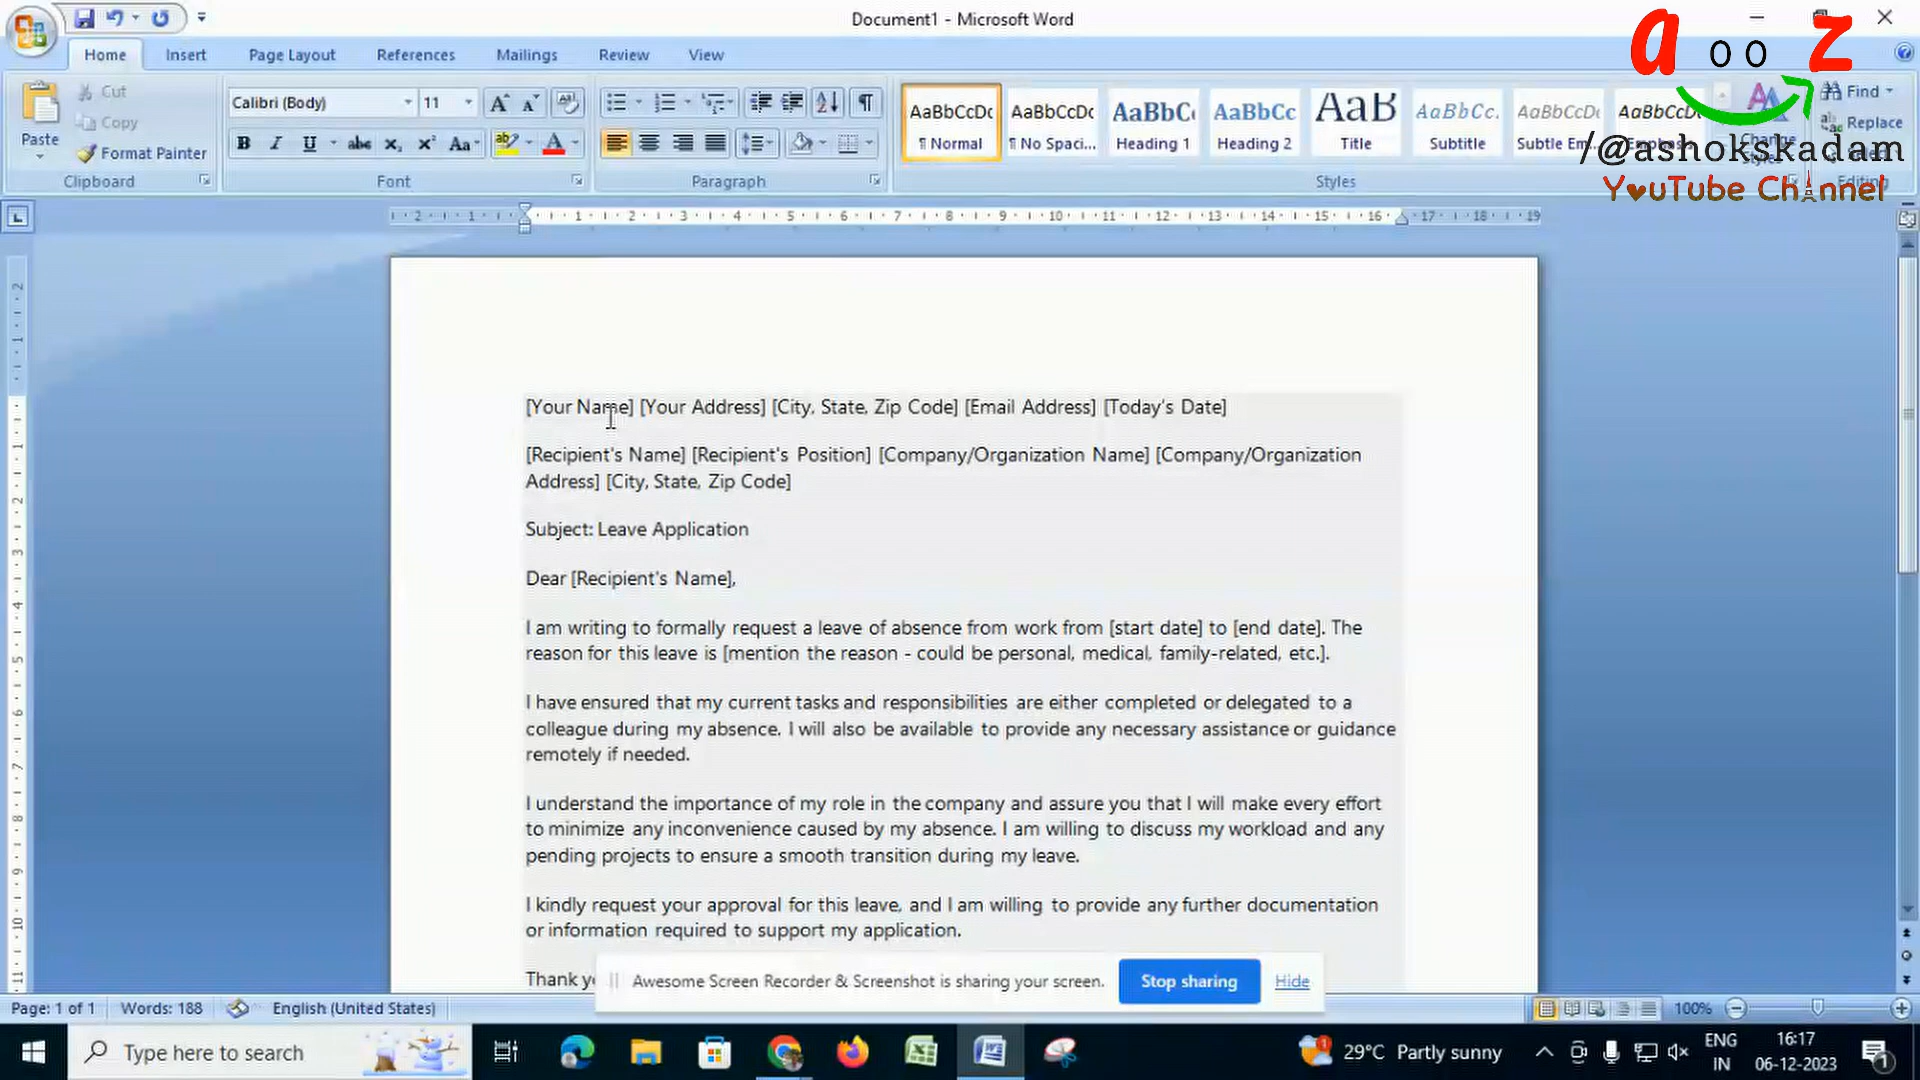 Document1 - Microsoft Word
Home Insert Page Layout References Mailings Review View
a oo z
/@ashokskadam
YouTube Channel
Paste
Cut
Copy
Format Painter
Clipboard
Calibri (Body) 11
Font
Paragraph
AaBbCcDc AaBbCcDc AaBbC AaBbCc AaB AaBbCc. AaBbCcDc AaBbCcDc
¶ Normal ¶ No Spaci... Heading 1 Heading 2 Title Subtitle Subtle Em... Emphasis
Change
Styles
Find
Replace
Editing
[Your Name] [Your Address] [City, State, Zip Code] [Email Address] [Today's Date]
[Recipient's Name] [Recipient's Position] [Company/Organization Name] [Company/Organization
Address] [City, State, Zip Code]
Subject: Leave Application
Dear [Recipient's Name],
I am writing to formally request a leave of absence from work from [start date] to [end date]. The
reason for this leave is [mention the reason - could be personal, medical, family-related, etc.].
I have ensured that my current tasks and responsibilities are either completed or delegated to a
colleague during my absence. I will also be available to provide any necessary assistance or guidance
remotely if needed.
I understand the importance of my role in the company and assure you that I will make every effort
to minimize any inconvenience caused by my absence. I am willing to discuss my workload and any
pending projects to ensure a smooth transition during my leave.
I kindly request your approval for this leave, and I am willing to provide any further documentation
or information required to support my application.
Thank y
Awesome Screen Recorder & Screenshot is sharing your screen. Stop sharing Hide
Page: 1 of 1 Words: 188 English (United States) 100%
Type here to search
29°C Partly sunny
ENG
IN
16:17
06-12-2023